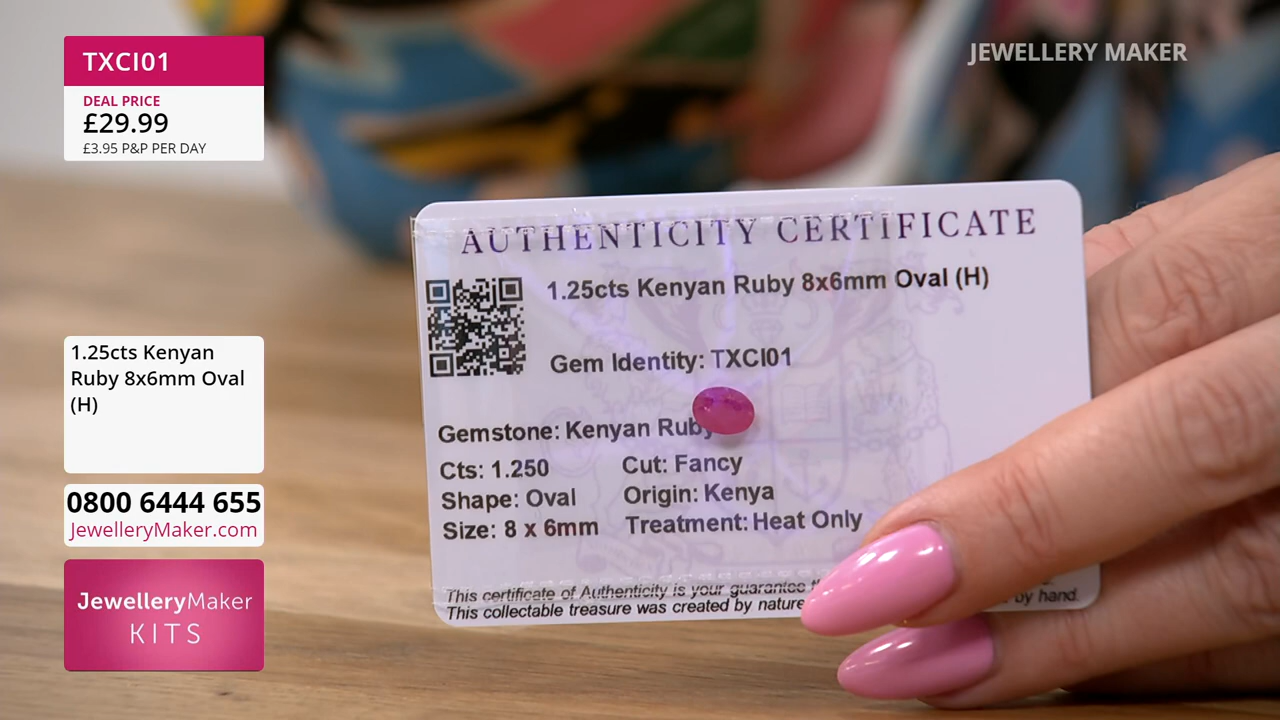 TXCI01
DEAL PRICE
£29.99
£3.95 P&P PER DAY
JEWELLERY MAKER
AUTHENTICITY CERTIFICATE
1.25cts Kenyan Ruby 8x6mm Oval (H)
Gem Identity: TXCI01
Gemstone: Kenyan Ruby
Cts: 1.250 Cut: Fancy
Shape: Oval Origin: Kenya
Size: 8 x 6mm Treatment: Heat Only
This certificate of Authenticity is your guarantee
This collectable treasure was created by nature by hand.
1.25cts Kenyan
Ruby 8x6mm Oval
(H)
0800 6444 655
JewelleryMaker.com
JewelleryMaker
KITS